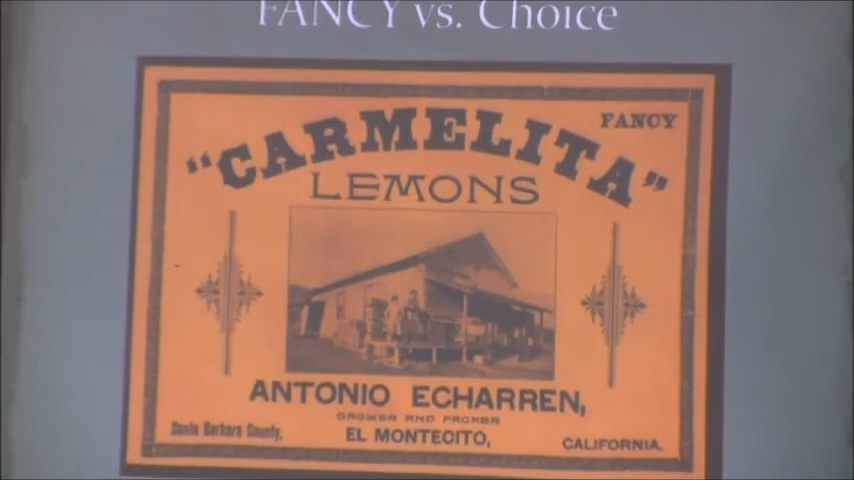 FANCY vs. Choice
FANCY
"CARMELITA"
LEMONS
ANTONIO ECHARREN,
GROWER AND PACKER
EL MONTECITO,
Santa Barbara County,
CALIFORNIA.